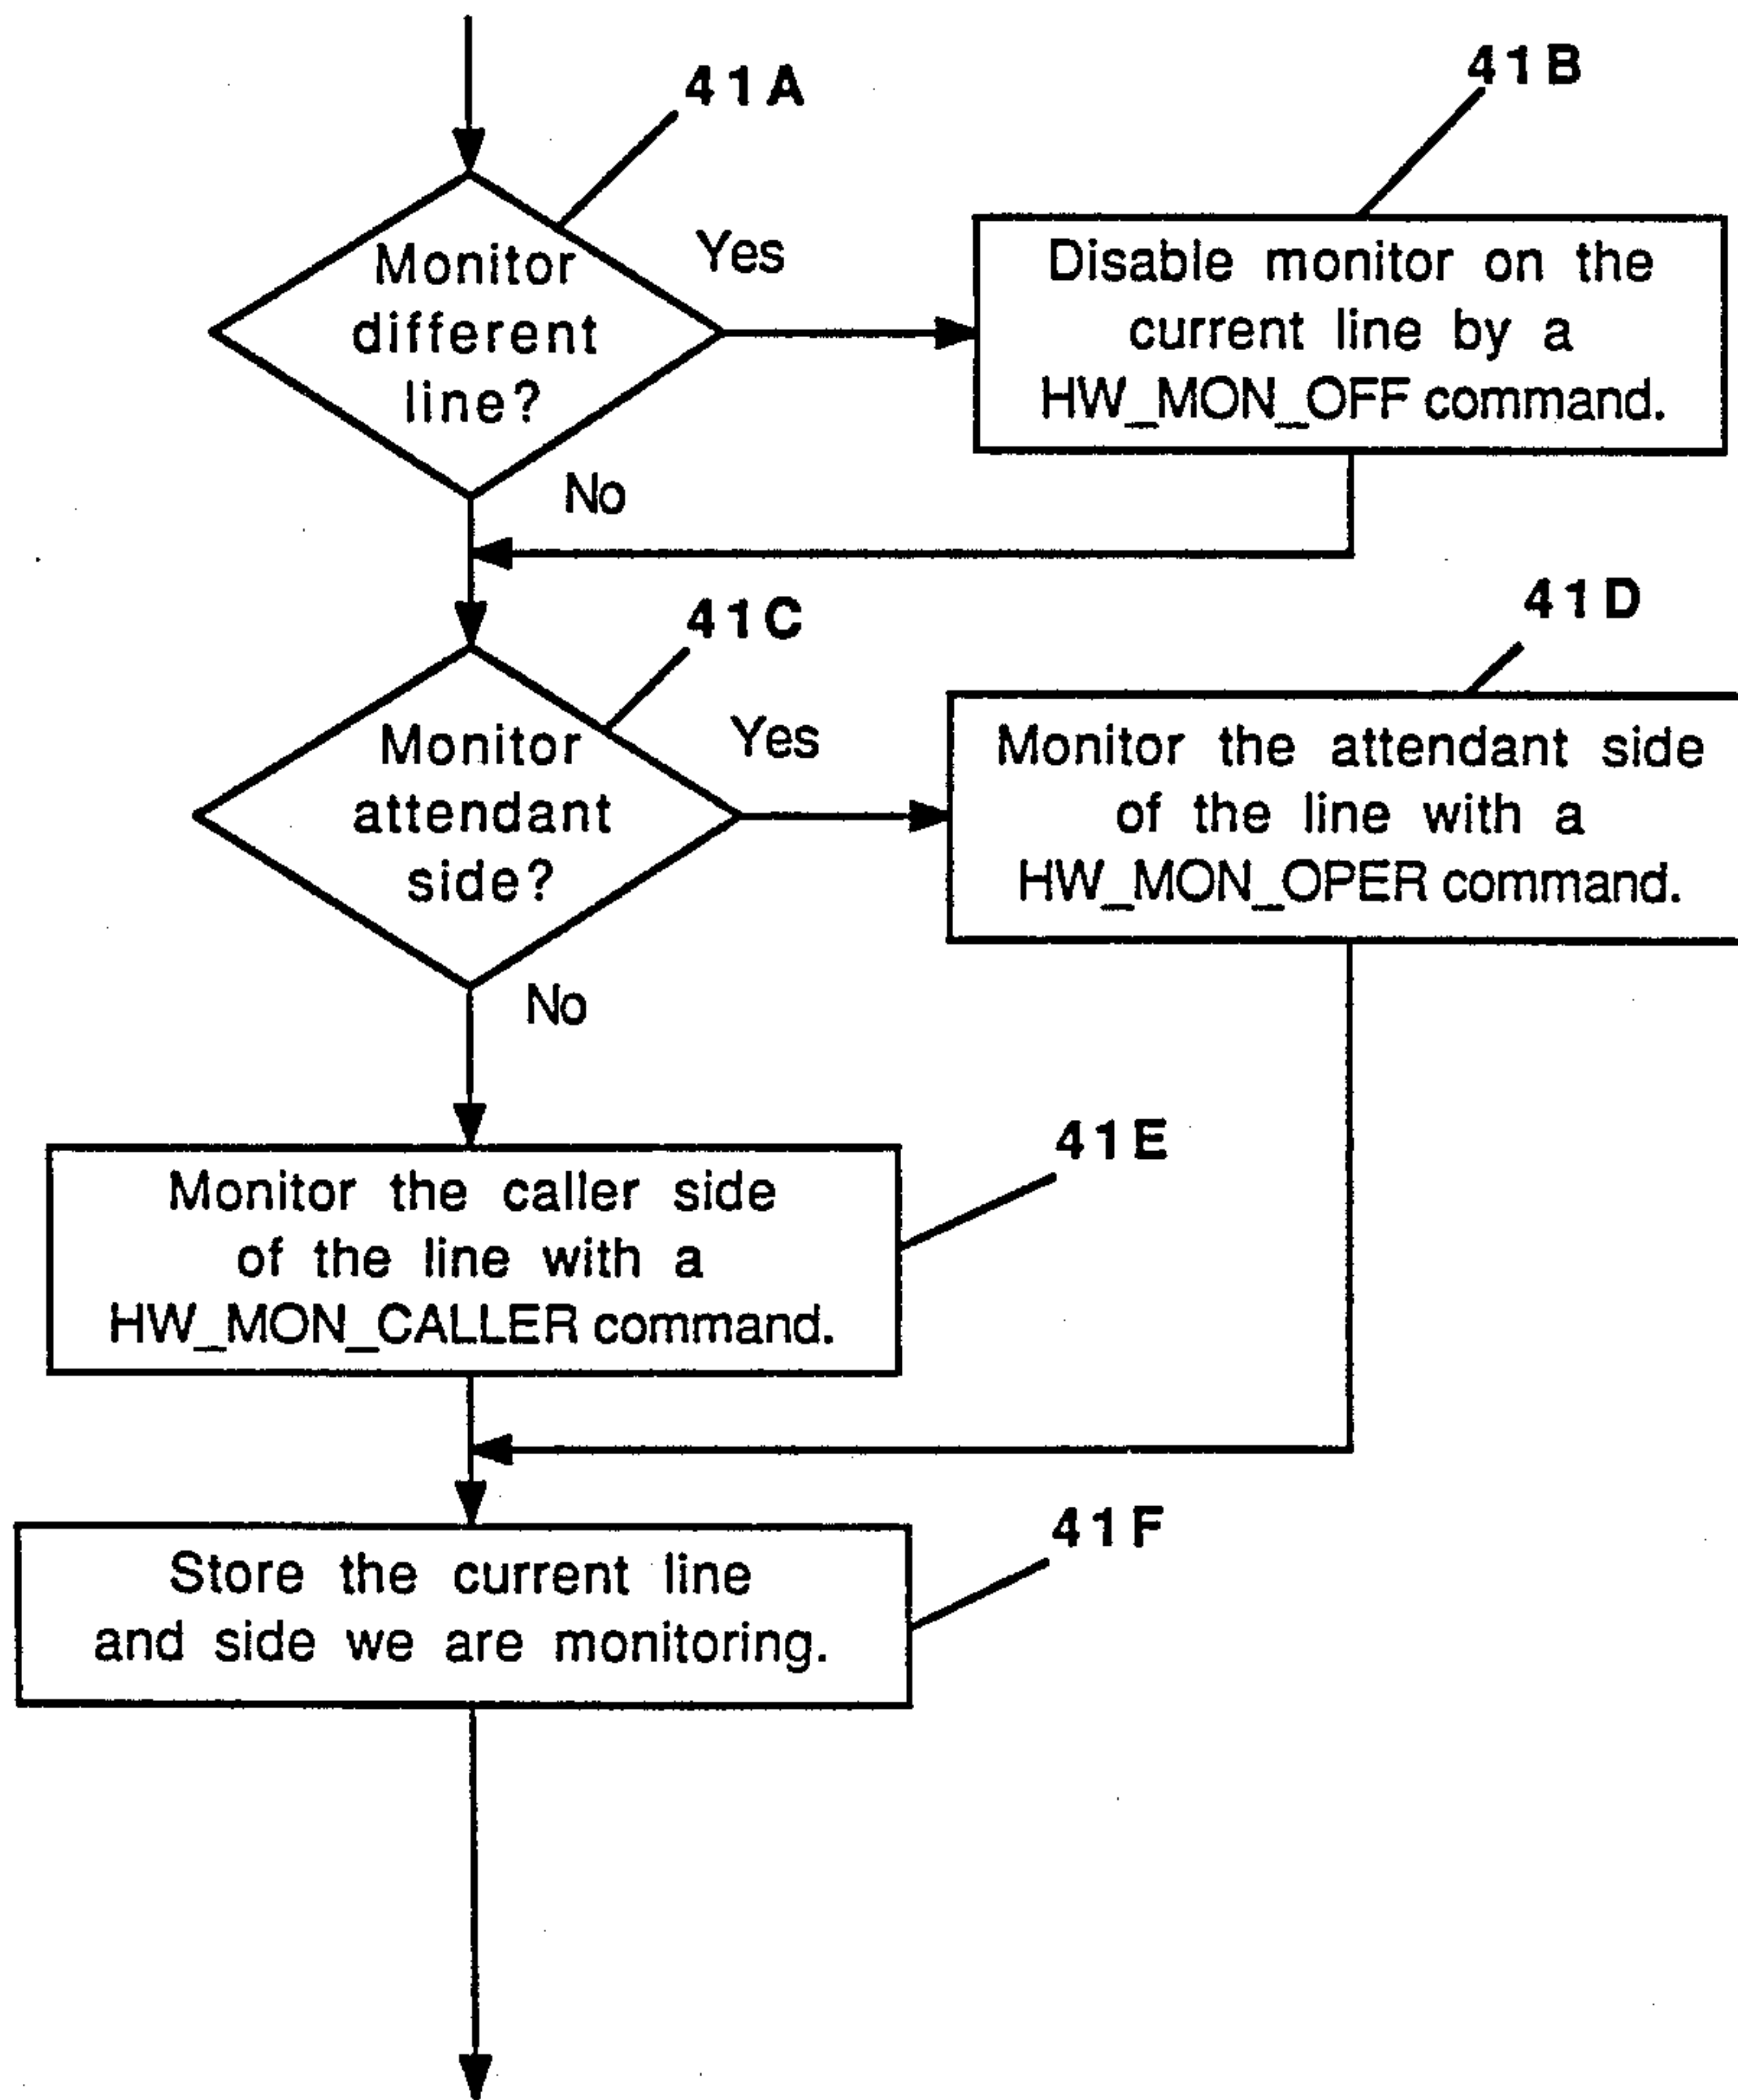 41A
41B
Monitor
different
line?
Yes
Disable monitor on the
current line by a
HW_MON_OFF command.
No
41C
41D
Monitor
attendant
side?
Yes
Monitor the attendant side
of the line with a
HW_MON_OPER command.
No
41E
Monitor the caller side
of the line with a
HW_MON_CALLER command.
41F
Store the current line
and side we are monitoring.